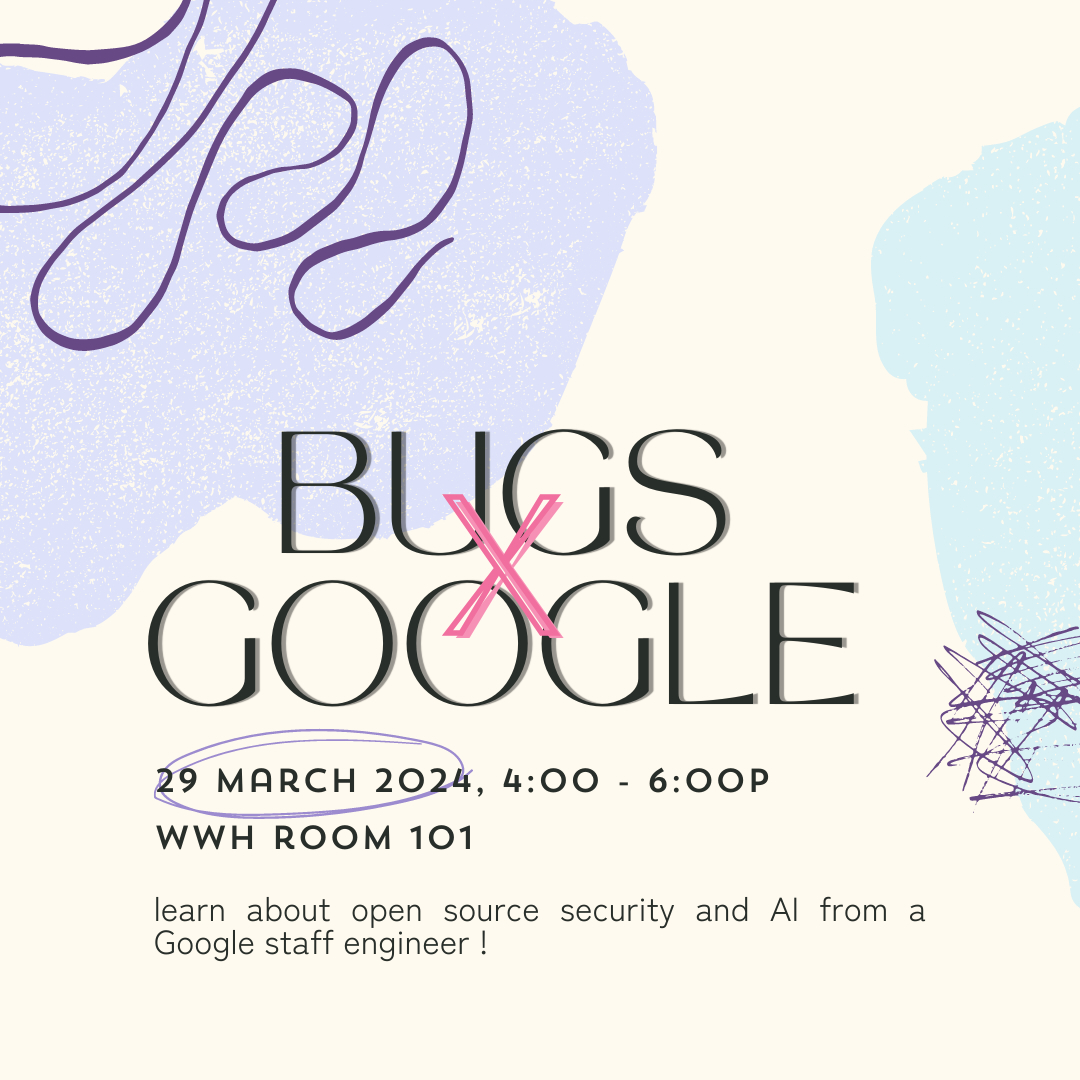 BUGS
X
GOOGLE
29 MARCH 2024, 4:00 - 6:00P
WWH ROOM 101
learn about open source security and AI from a
Google staff engineer !